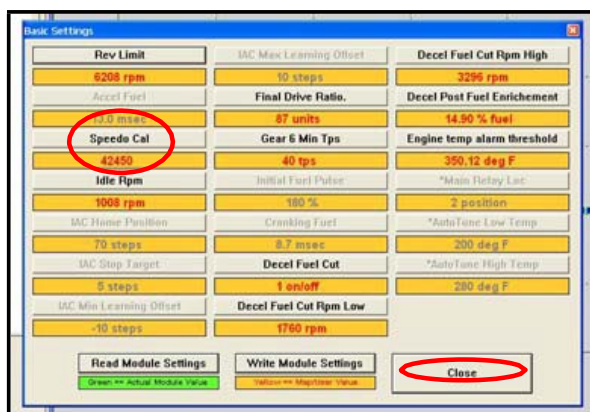 Basic Settings
Rev Limit
6208 rpm
Accel Fuel
13.0 msec
Speedo Cal
42450
Idle Rpm
1008 rpm
IAC Home Position
70 steps
IAC Stop Target
5 steps
IAC Min Learning Offset
-10 steps
IAC Max Learning Offset
10 steps
Final Drive Ratio.
87 units
Gear 6 Min Tps
40 tps
Initial Fuel Pulse
180 %
Cranking Fuel
8.7 msec
Decel Fuel Cut
1 on/off
Decel Fuel Cut Rpm Low
1760 rpm
Decel Fuel Cut Rpm High
3296 rpm
Decel Post Fuel Enrichement
14.90 % fuel
Engine temp alarm threshold
350.12 deg F
*Main Relay Loc
2 position
*AutoTune Low Temp
200 deg F
*AutoTune High Temp
280 deg F
Read Module Settings
Green == Actual Module Value
Write Module Settings
Yellow == Maptuner Value
Close